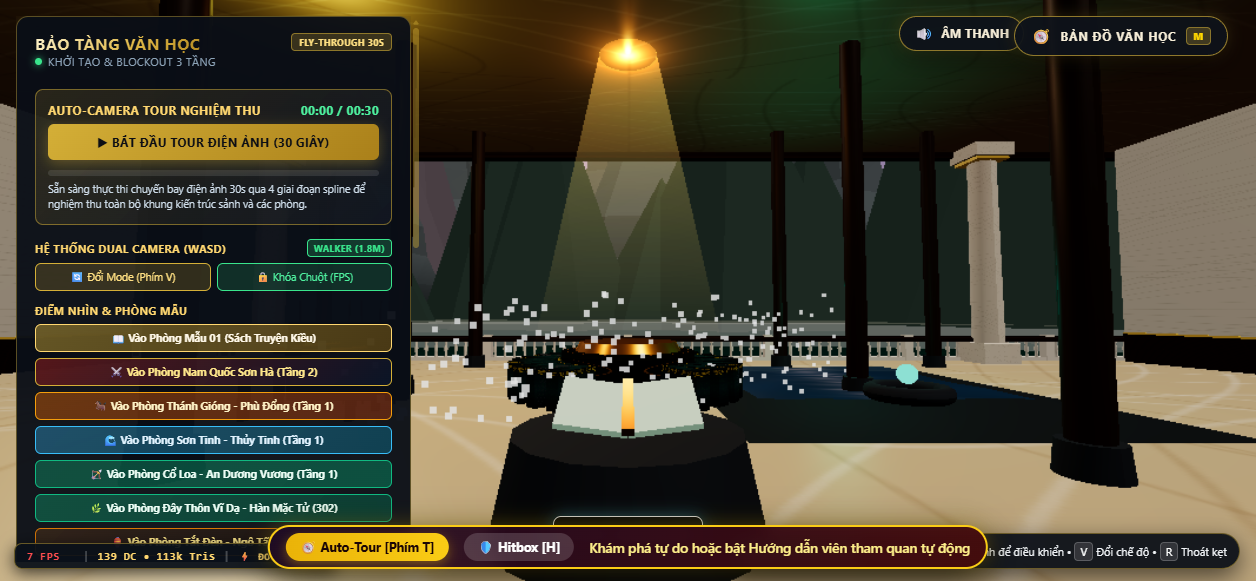 BẢO TÀNG VĂN HỌC
FLY-THROUGH 30S
KHỞI TẠO & BLOCKOUT 3 TẦNG
AUTO-CAMERA TOUR NGHIỆM THU
00:00 / 00:30
▶ BẮT ĐẦU TOUR ĐIỆN ẢNH (30 GIÂY)
Sẵn sàng thực thi chuyến bay điện ảnh 30s qua 4 giai đoạn spline để
nghiệm thu toàn bộ khung kiến trúc sảnh và các phòng.
HỆ THỐNG DUAL CAMERA (WASD)
WALKER (1.8M)
Đổi Mode (Phím V)
Khóa Chuột (FPS)
ĐIỂM NHÌN & PHÒNG MẪU
Vào Phòng Mẫu 01 (Sách Truyện Kiều)
Vào Phòng Nam Quốc Sơn Hà (Tầng 2)
Vào Phòng Thánh Gióng - Phù Đổng (Tầng 1)
Vào Phòng Sơn Tinh - Thủy Tinh (Tầng 1)
Vào Phòng Cổ Loa - An Dương Vương (Tầng 1)
Vào Phòng Đây Thôn Vĩ Dạ - Hàn Mặc Tử (302)
Vào Phòng Tắt Đèn - Ngô
7 FPS | 139 DC • 113k Tris |
ÂM THANH
BẢN ĐỒ VĂN HỌC M
Auto-Tour [Phím T]
Hitbox [H]
Khám phá tự do hoặc bật Hướng dẫn viên tham quan tự động
để điều khiển • V Đổi chế độ • R Thoát kẹt